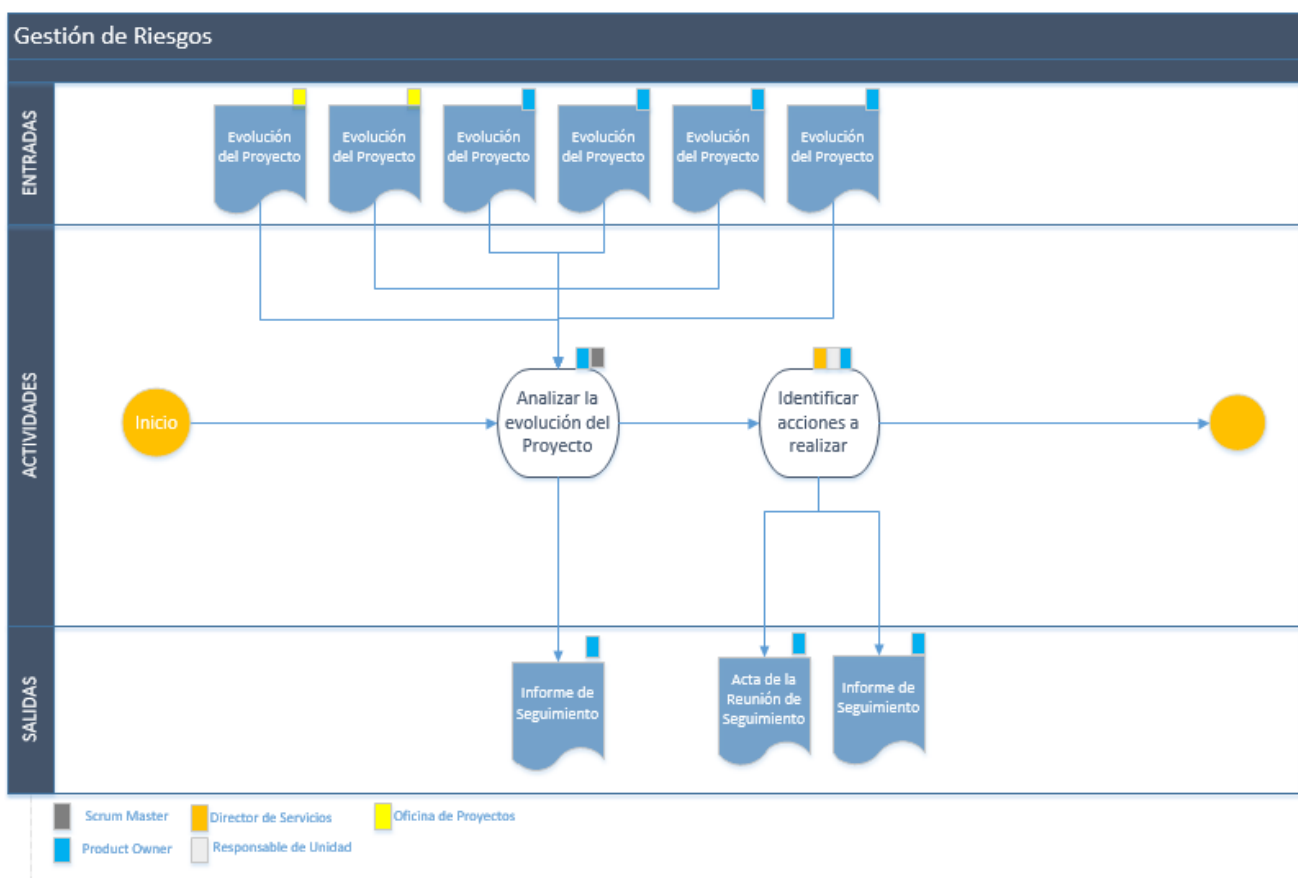 Gestión de Riesgos
ENTRADAS
Evolución
del Proyecto
Evolución
del Proyecto
Evolución
del Proyecto
Evolución
del Proyecto
Evolución
del Proyecto
Evolución
del Proyecto
ACTIVIDADES
Inicio
Analizar la
evolución del
Proyecto
Identificar
acciones a
realizar
SALIDAS
Informe de
Seguimiento
Acta de la
Reunión de
Seguimiento
Informe de
Seguimiento
Scrum Master
Director de Servicios
Oficina de Proyectos
Product Owner
Responsable de Unidad